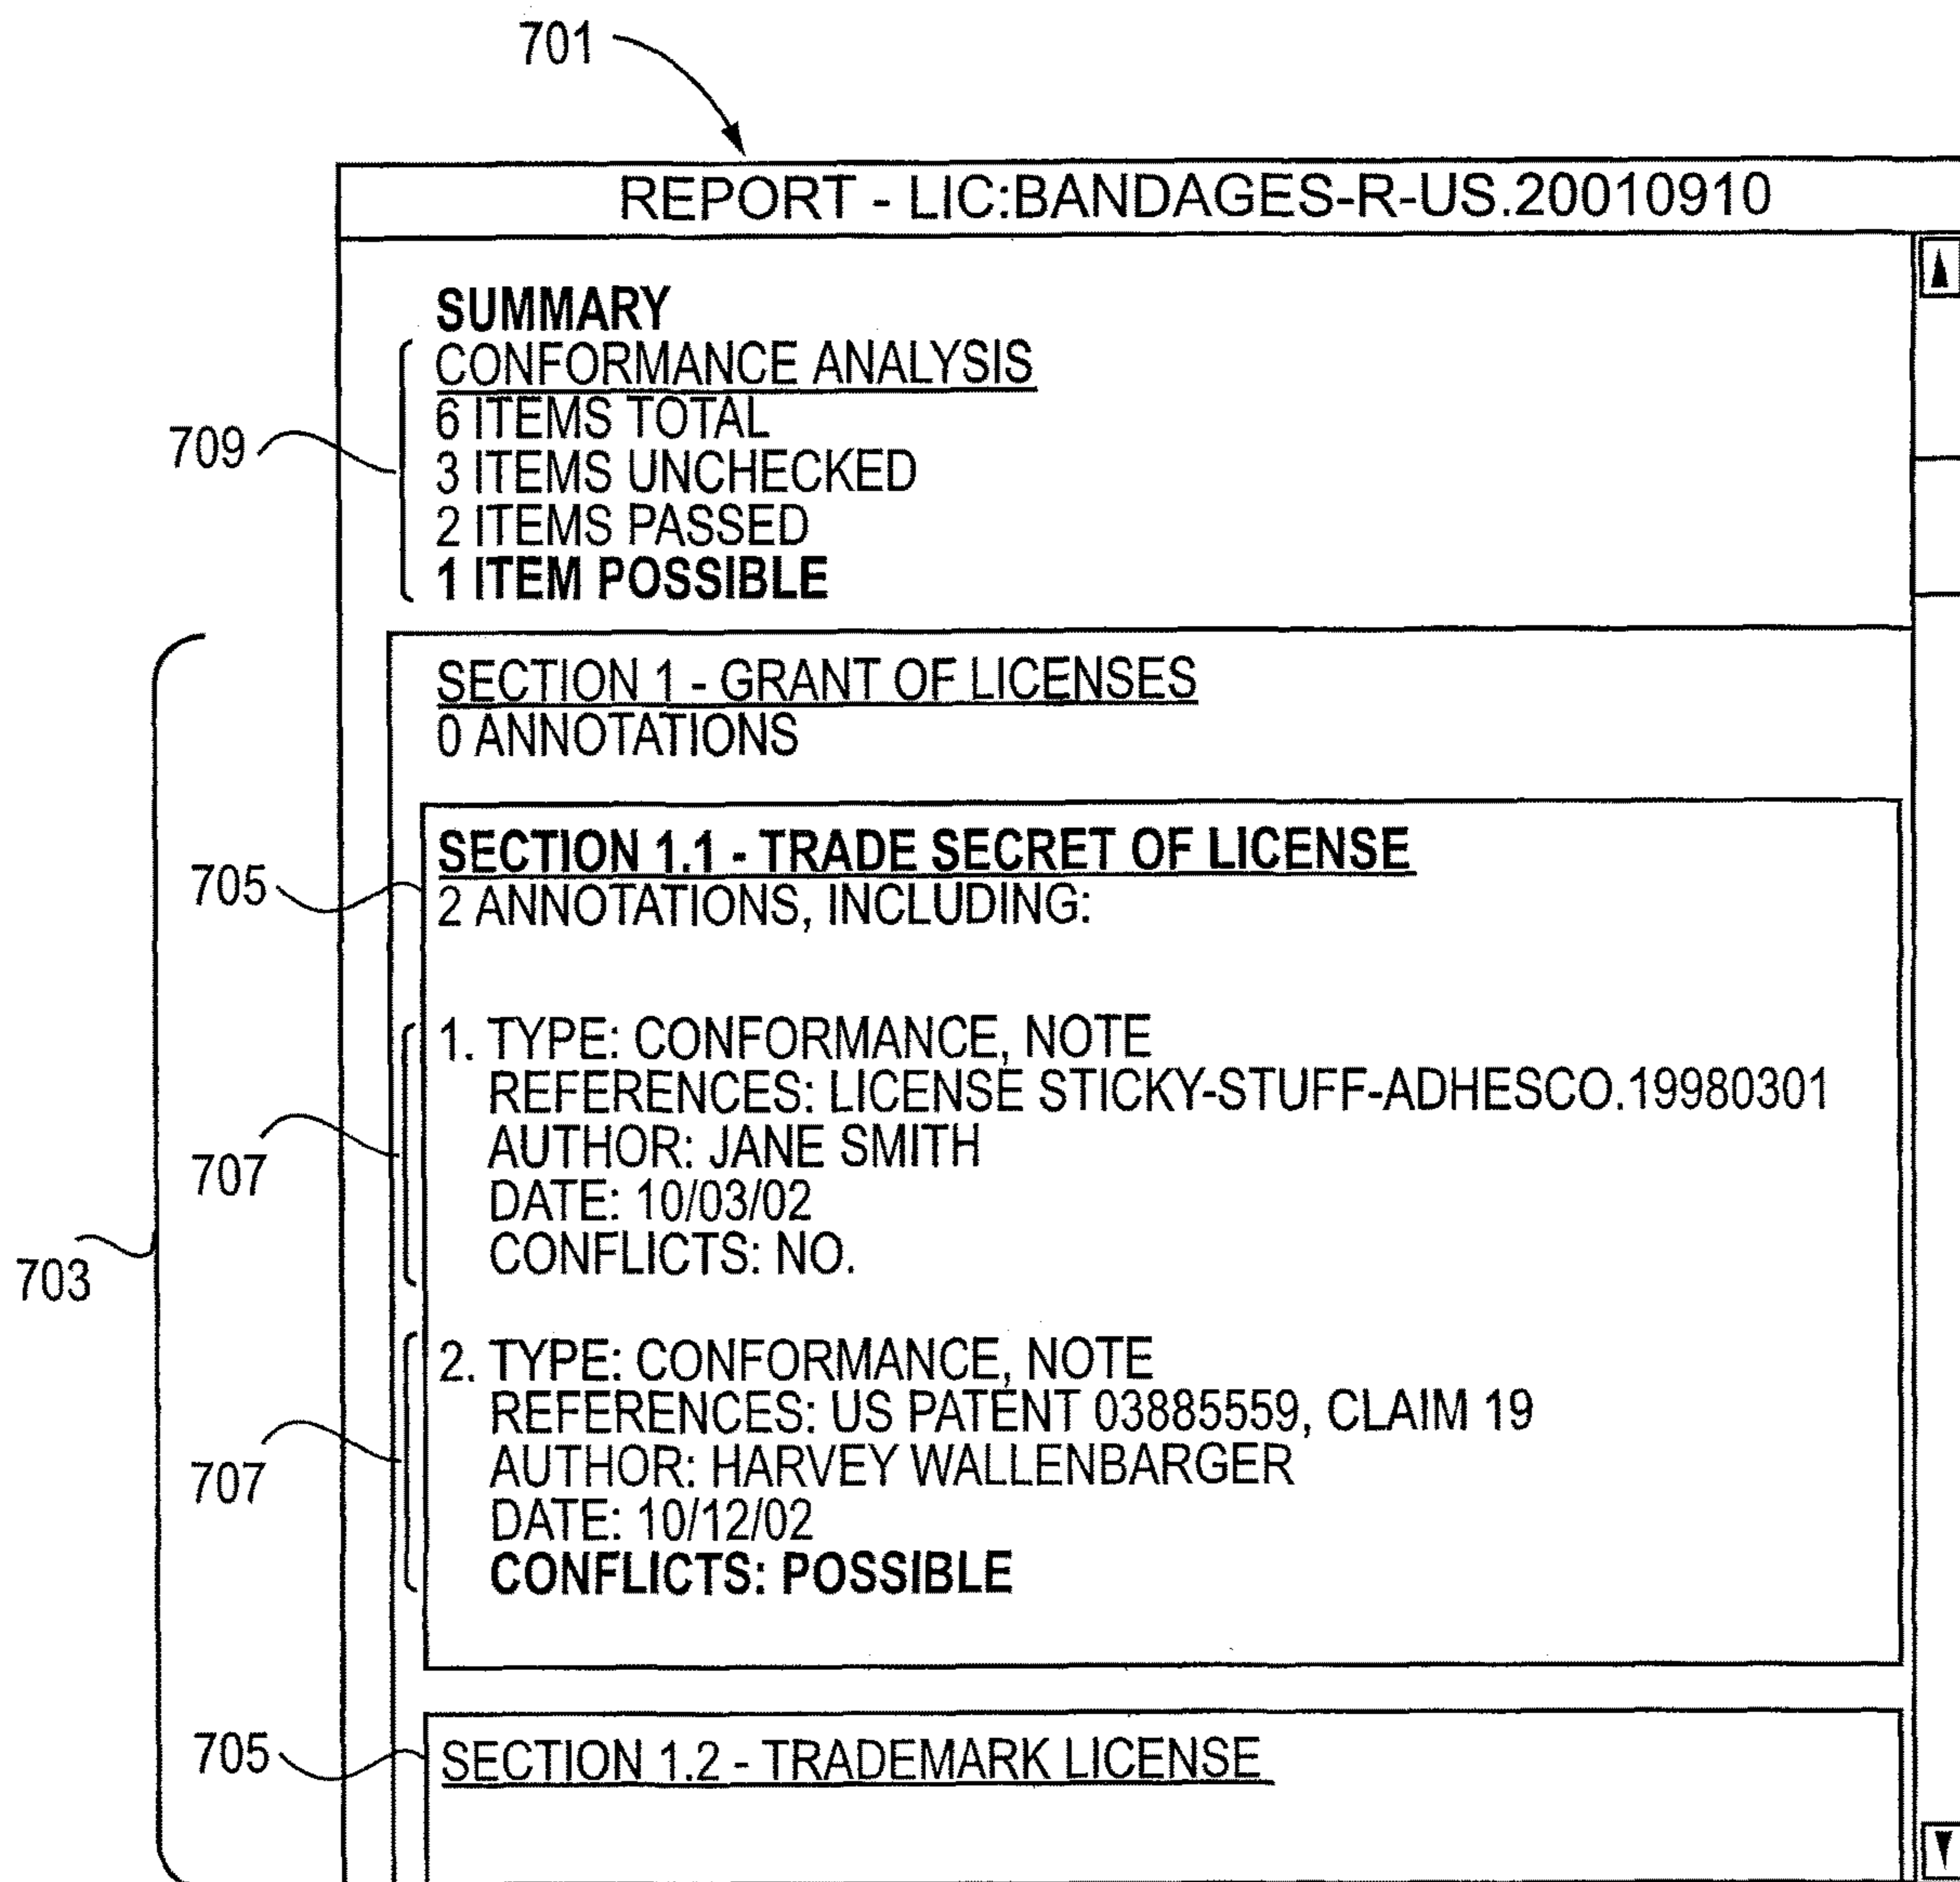 701
REPORT - LIC:BANDAGES-R-US.20010910
SUMMARY
CONFORMANCE ANALYSIS
6 ITEMS TOTAL
709
3 ITEMS UNCHECKED
2 ITEMS PASSED
1 ITEM POSSIBLE
SECTION 1 - GRANT OF LICENSES
0 ANNOTATIONS
SECTION 1.1 - TRADE SECRET OF LICENSE
705
2 ANNOTATIONS, INCLUDING:
1. TYPE: CONFORMANCE, NOTE
REFERENCES: LICENSE STICKY-STUFF-ADHESCO.19980301
AUTHOR: JANE SMITH
707
DATE: 10/03/02
CONFLICTS: NO.
703
2. TYPE: CONFORMANCE, NOTE
REFERENCES: US PATENT 03885559, CLAIM 19
AUTHOR: HARVEY WALLENBARGER
707
DATE: 10/12/02
CONFLICTS: POSSIBLE
705
SECTION 1.2 - TRADEMARK LICENSE